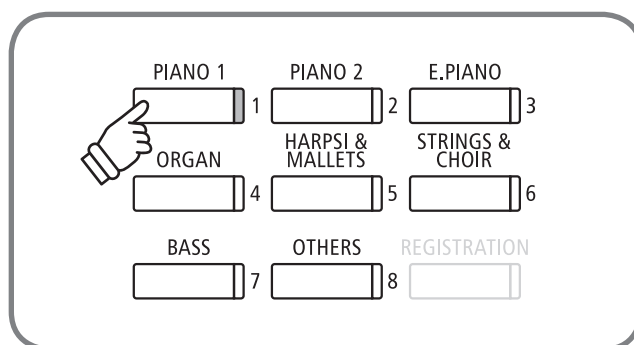 PIANO 1 PIANO 2 E.PIANO
1 2 3
ORGAN HARPSI & MALLETS STRINGS & CHOIR
4 5 6
BASS OTHERS REGISTRATION
7 8